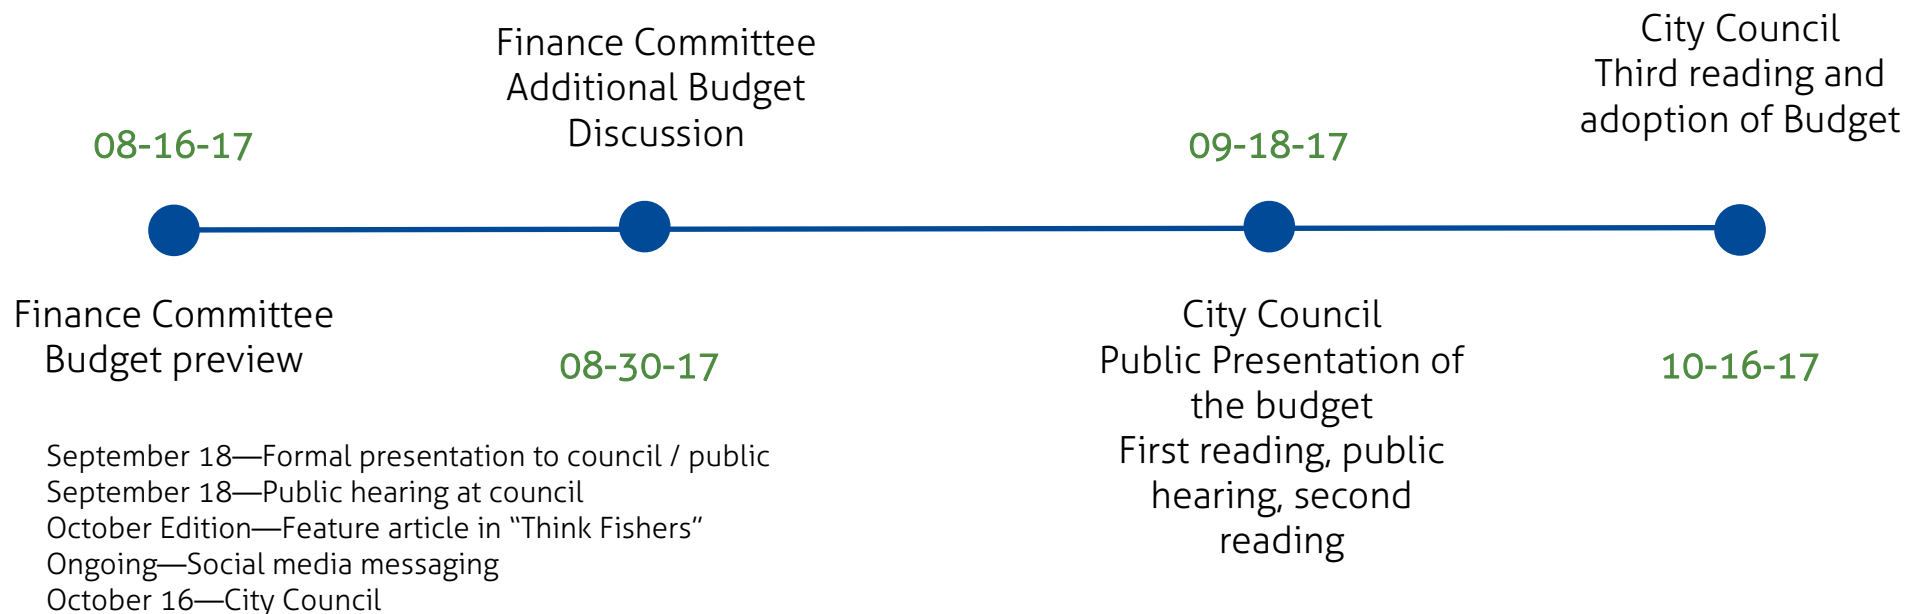 08-16-17
Finance Committee
Budget preview
Finance Committee
Additional Budget
Discussion
08-30-17
09-18-17
City Council
Public Presentation of
the budget
First reading, public
hearing, second
reading
City Council
Third reading and
adoption of Budget
10-16-17
September 18—Formal presentation to council / public
September 18—Public hearing at council
October Edition—Feature article in “Think Fishers”
Ongoing—Social media messaging
October 16—City Council